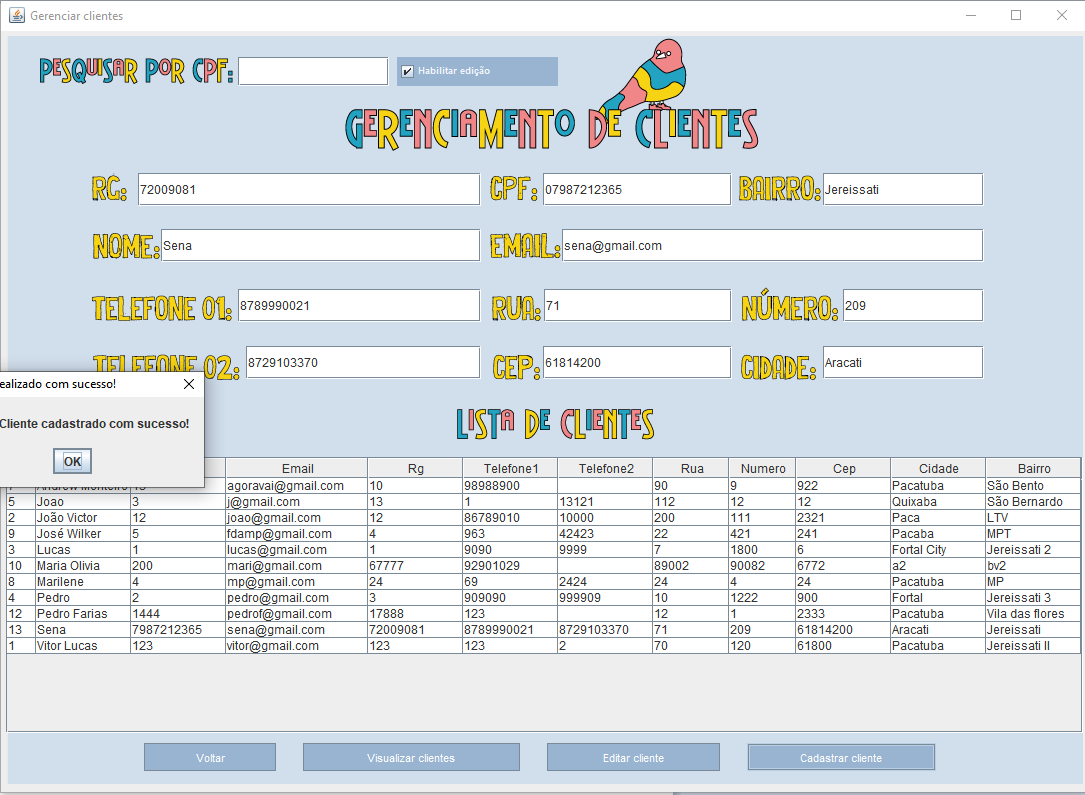 Gerenciar clientes
PESQUISAR POR CPF: Habilitar edição
GERENCIAMENTO DE CLIENTES
RG: 72009081 CPF: 07987212365 BAIRRO: Jereissati
NOME: Sena EMAIL: sena@gmail.com
TELEFONE 01: 8789990021 RUA: 71 NÚMERO: 209
TELEFONE 02: 8729103370 CEP: 61814200 CIDADE: Aracati
ealizado com sucesso!
Cliente cadastrado com sucesso!
OK
LISTA DE CLIENTES
Email Rg Telefone1 Telefone2 Rua Numero Cep Cidade Bairro
agoravai@gmail.com 10 98988900 90 9 922 Pacatuba São Bento
5 Joao 3 j@gmail.com 13 1 13121 112 12 12 Quixaba São Bernardo
2 João Victor 12 joao@gmail.com 12 86789010 10000 200 111 2321 Paca LTV
9 José Wilker 5 fdamp@gmail.com 4 963 42423 22 421 241 Pacaba MPT
3 Lucas 1 lucas@gmail.com 1 9090 9999 7 1800 6 Fortal City Jereissati 2
10 Maria Olivia 200 mari@gmail.com 67777 92901029 89002 90082 6772 a2 bv2
8 Marilene 4 mp@gmail.com 24 69 2424 24 4 24 Pacatuba MP
4 Pedro 2 pedro@gmail.com 3 909090 999909 10 1222 900 Fortal Jereissati 3
12 Pedro Farias 1444 pedrof@gmail.com 17888 123 12 1 2333 Pacatuba Vila das flores
13 Sena 7987212365 sena@gmail.com 72009081 8789990021 8729103370 71 209 61814200 Aracati Jereissati
1 Vitor Lucas 123 vitor@gmail.com 123 123 2 70 120 61800 Pacatuba Jereissati II
Voltar Visualizar clientes Editar cliente Cadastrar cliente